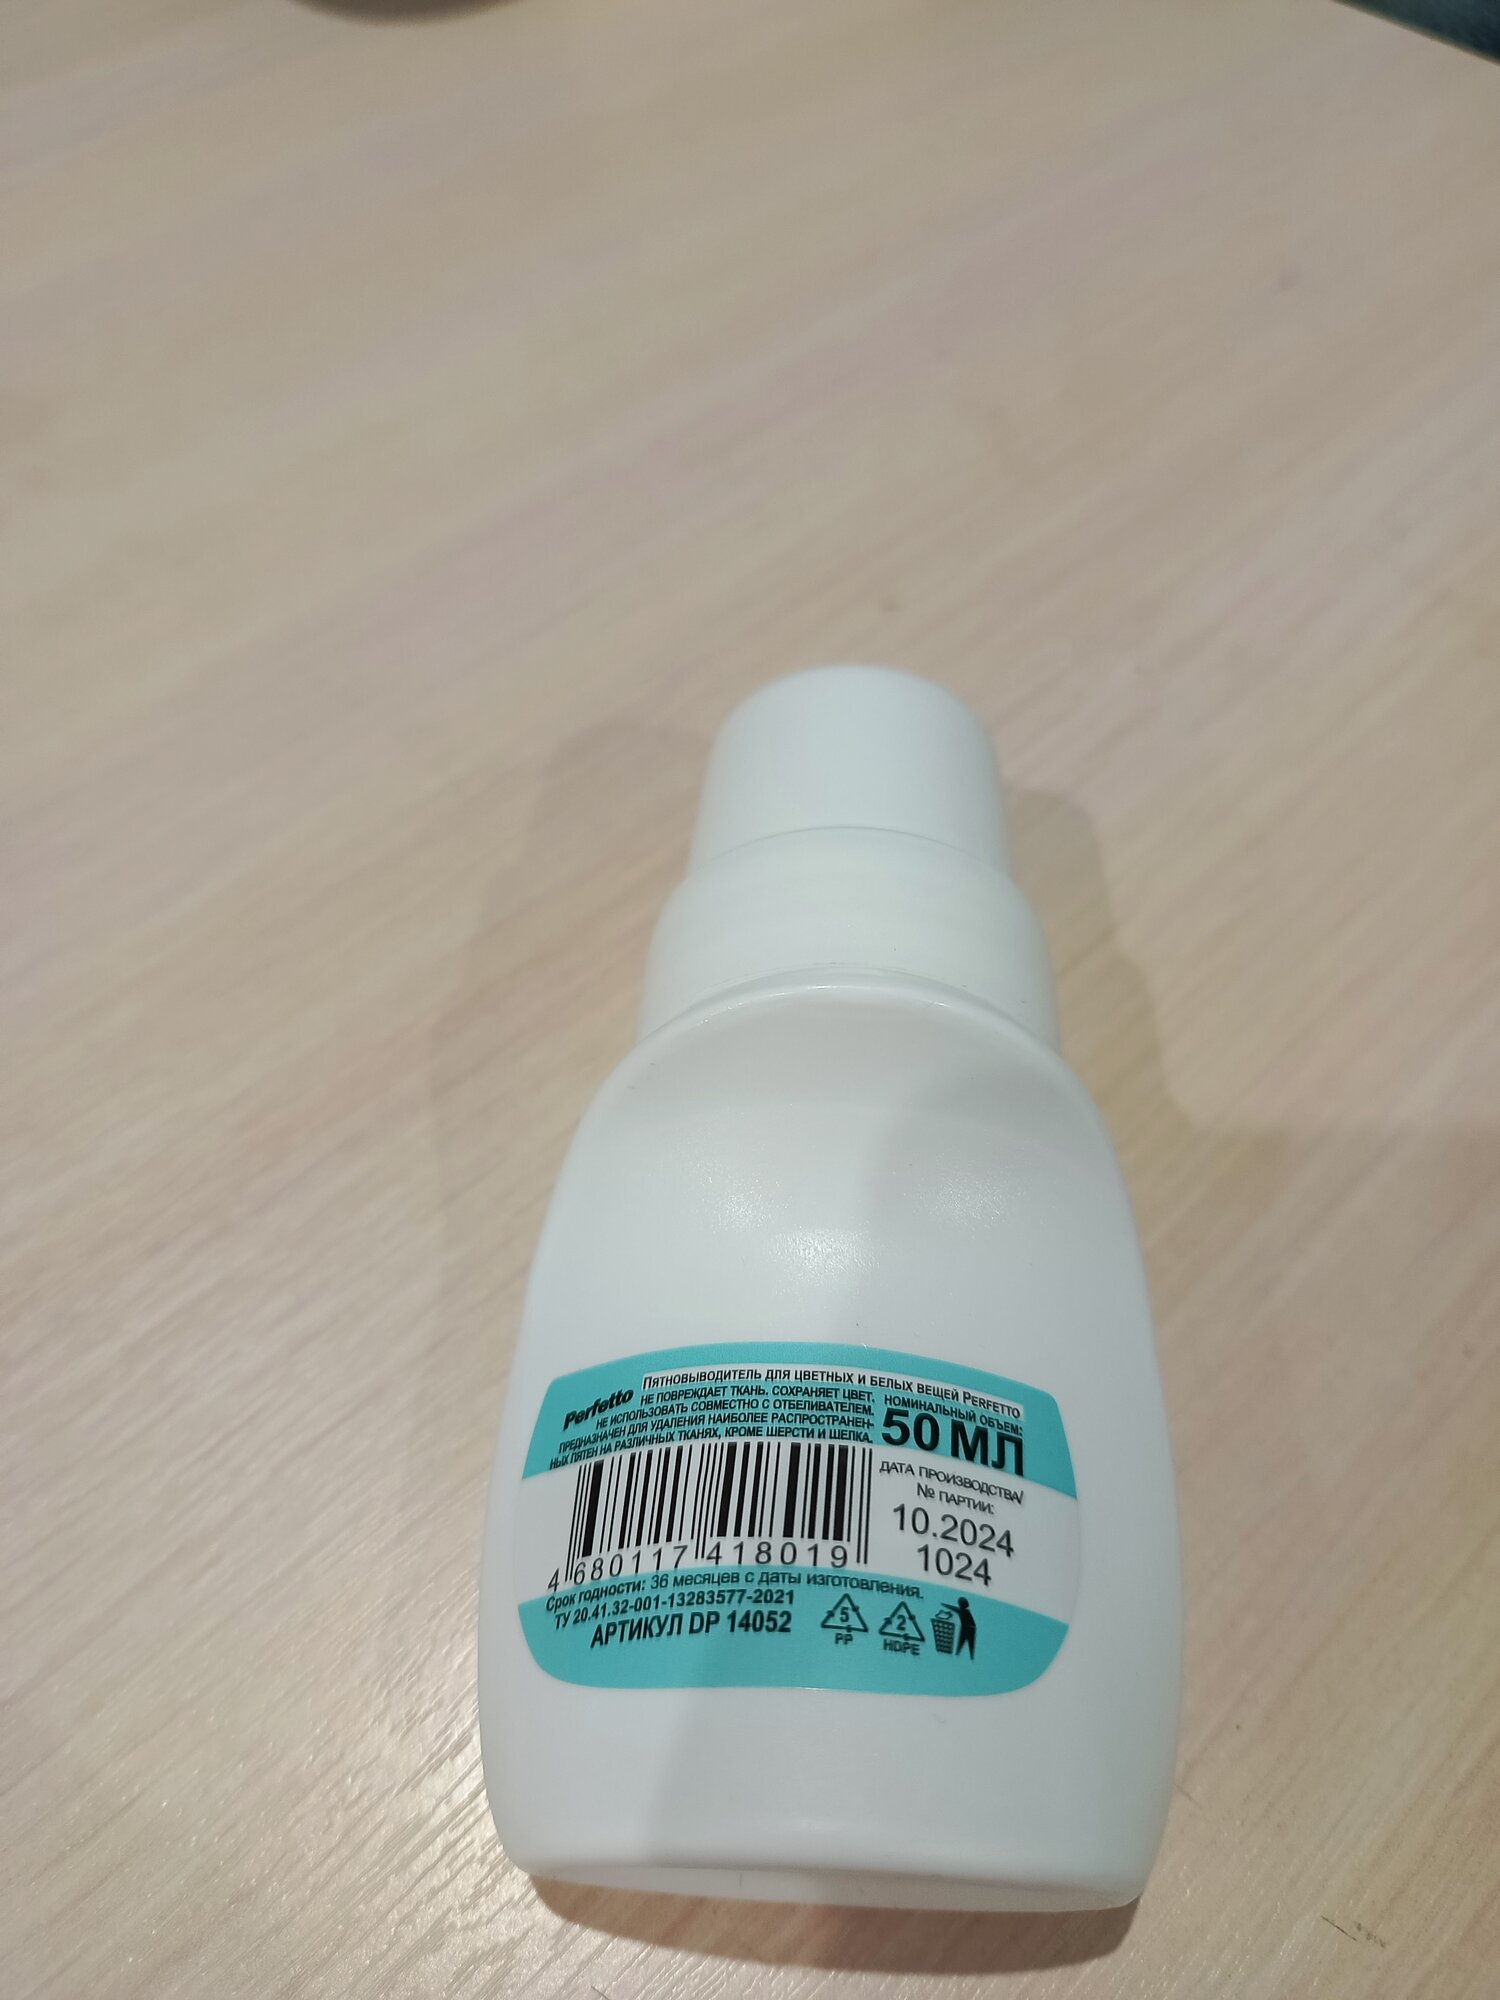 Perfetto
Пятновыводитель для цветных и белых вещей Perfetto
НЕ ПОВРЕЖДАЕТ ТКАНЬ. СОХРАНЯЕТ ЦВЕТ.
НЕ ИСПОЛЬЗОВАТЬ СОВМЕСТНО С ОТБЕЛИВАТЕЛЕМ.
ПРЕДНАЗНАЧЕН ДЛЯ УДАЛЕНИЯ НАИБОЛЕЕ РАСПРОСТРАНЕН-
НЫХ ПЯТЕН НА РАЗЛИЧНЫХ ТКАНЯХ, КРОМЕ ШЕРСТИ И ШЕЛКА.
НОМИНАЛЬНЫЙ ОБЪЕМ:
50 МЛ
ДАТА ПРОИЗВОДСТВА/
№ ПАРТИИ:
10.2024
1024
4 680117 418019
Срок годности: 36 месяцев с даты изготовления.
ТУ 20.41.32-001-13283577-2021
АРТИКУЛ DP 14052
5
PP
2
HDPE